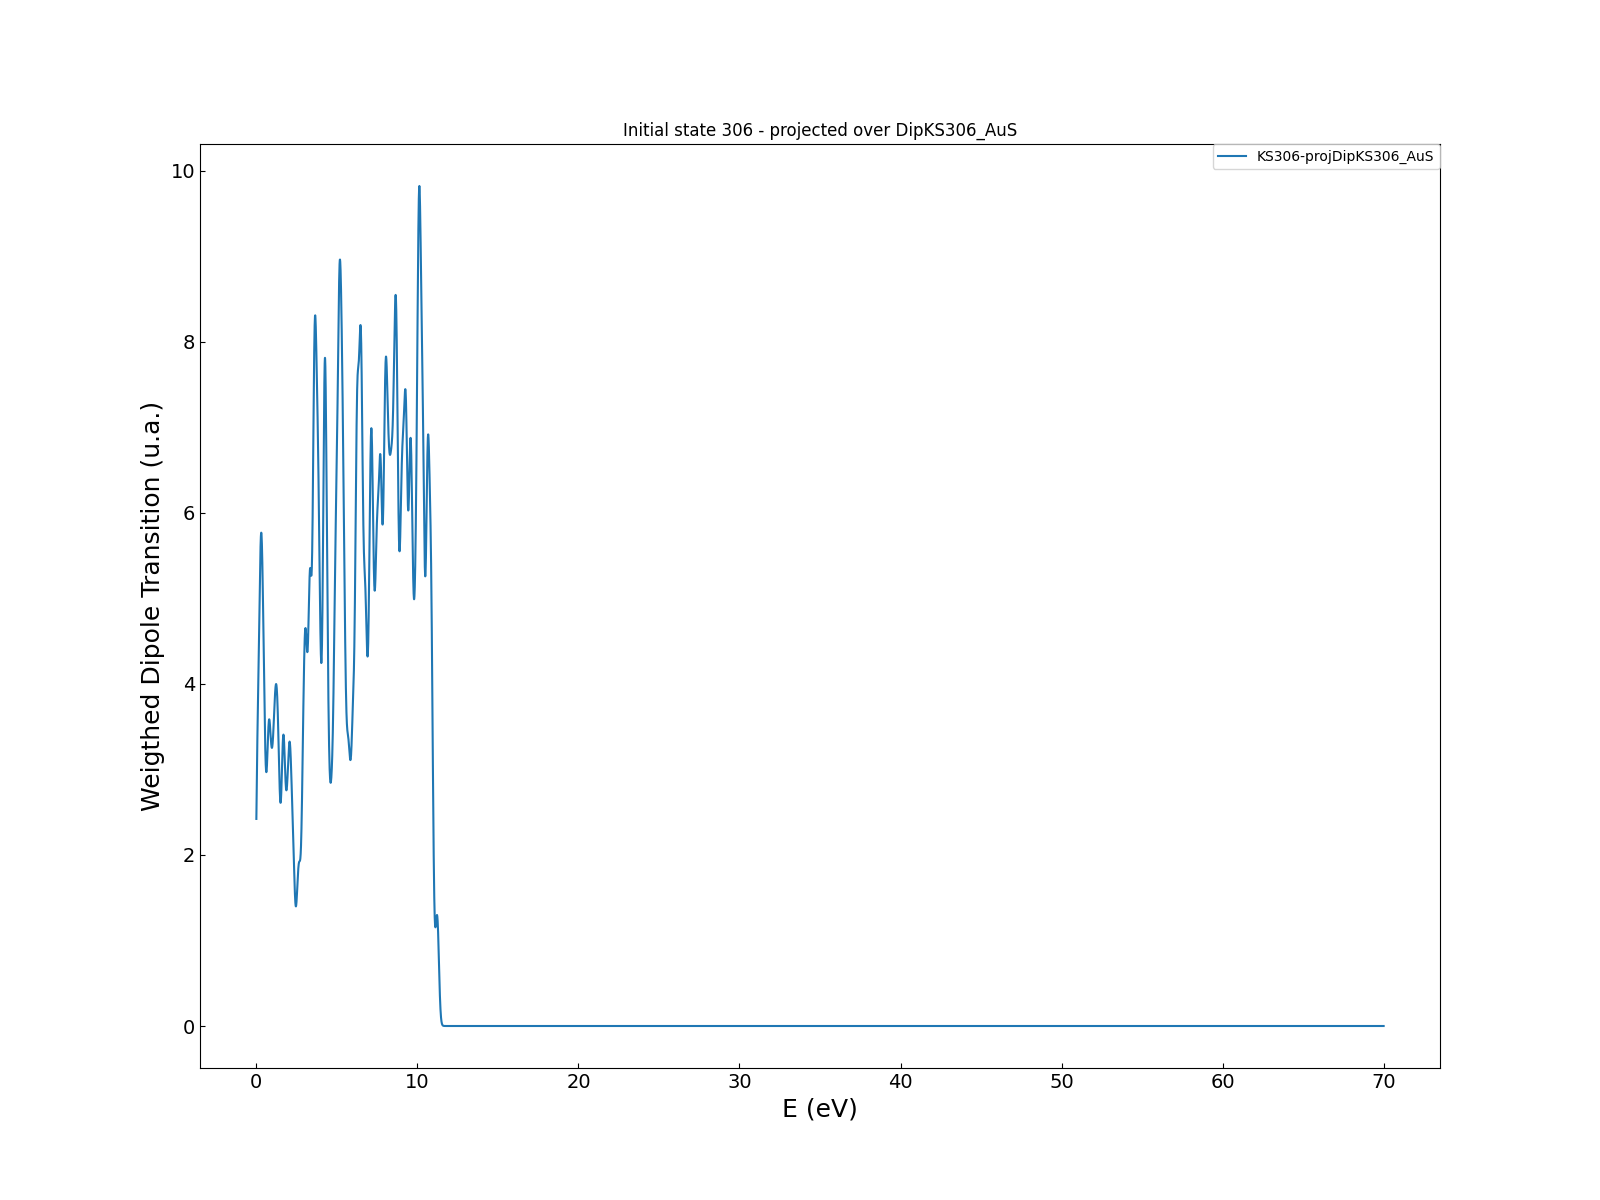 Initial state 306 - projected over DipKS306_AuS
KS306-projDipKS306_AuS
10
8
6
4
2
0
Weigthed Dipole Transition (u.a.)
0 10 20 30 40 50 60 70
E (eV)